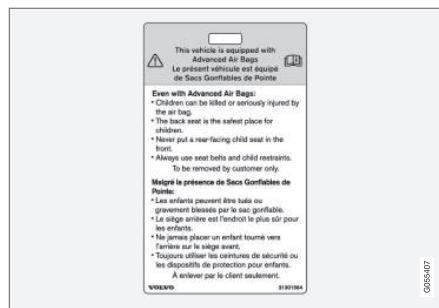 This vehicle is equipped with
Advanced Air Bags
Le présent véhicule est équipé
de Sacs Gonflables de Pointe
Even with Advanced Air Bags:
• Children can be killed or seriously injured by
the air bag.
• The back seat is the safest place for
children.
• Never put a rear-facing child seat in the
front.
• Always use seat belts and child restraints.
To be removed by customer only.
Malgré la présence de Sacs Gonflables de
Pointe:
• Les enfants peuvent être tués ou
gravement blessés par le sac gonflable.
• Le siège arrière est l'endroit le plus sûr pour
les enfants.
• Ne jamais placer un enfant tourné vers
l'arrière sur le siège avant.
• Toujours utiliser les ceintures de sécurité ou
les dispositifs de protection pour enfants.
À enlever par le client seulement.
VOLVO 31301564
G055407